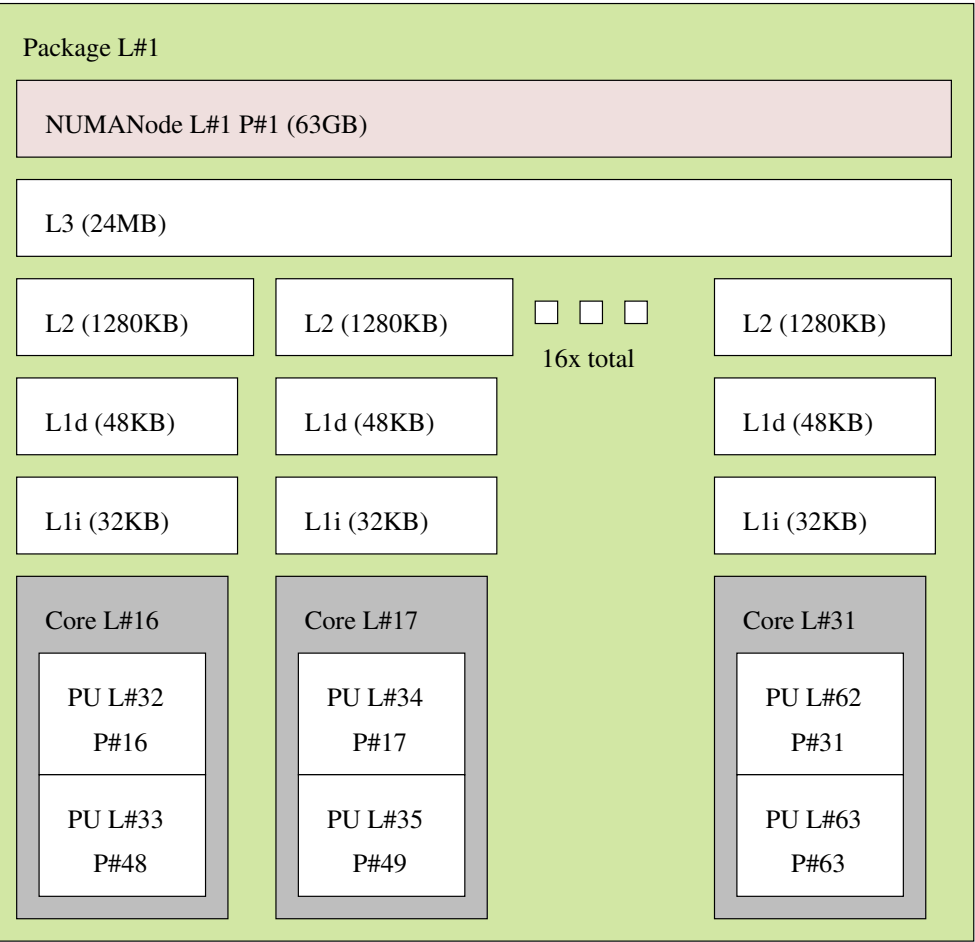 Package L#1
NUMANode L#1 P#1 (63GB)
L3 (24MB)
L2 (1280KB)
L2 (1280KB)
16x total
L2 (1280KB)
L1d (48KB)
L1d (48KB)
L1d (48KB)
L1i (32KB)
L1i (32KB)
L1i (32KB)
Core L#16
PU L#32
P#16
PU L#33
P#48
Core L#17
PU L#34
P#17
PU L#35
P#49
Core L#31
PU L#62
P#31
PU L#63
P#63